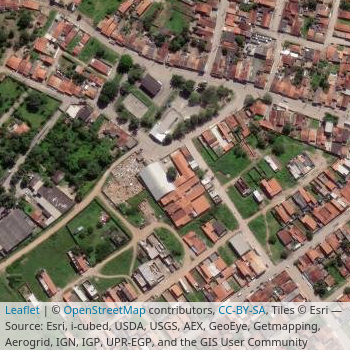 Leaflet | © OpenStreetMap contributors, CC-BY-SA, Tiles © Esri —
Source: Esri, i-cubed, USDA, USGS, AEX, GeoEye, Getmapping,
Aerogrid, IGN, IGP, UPR-EGP, and the GIS User Community